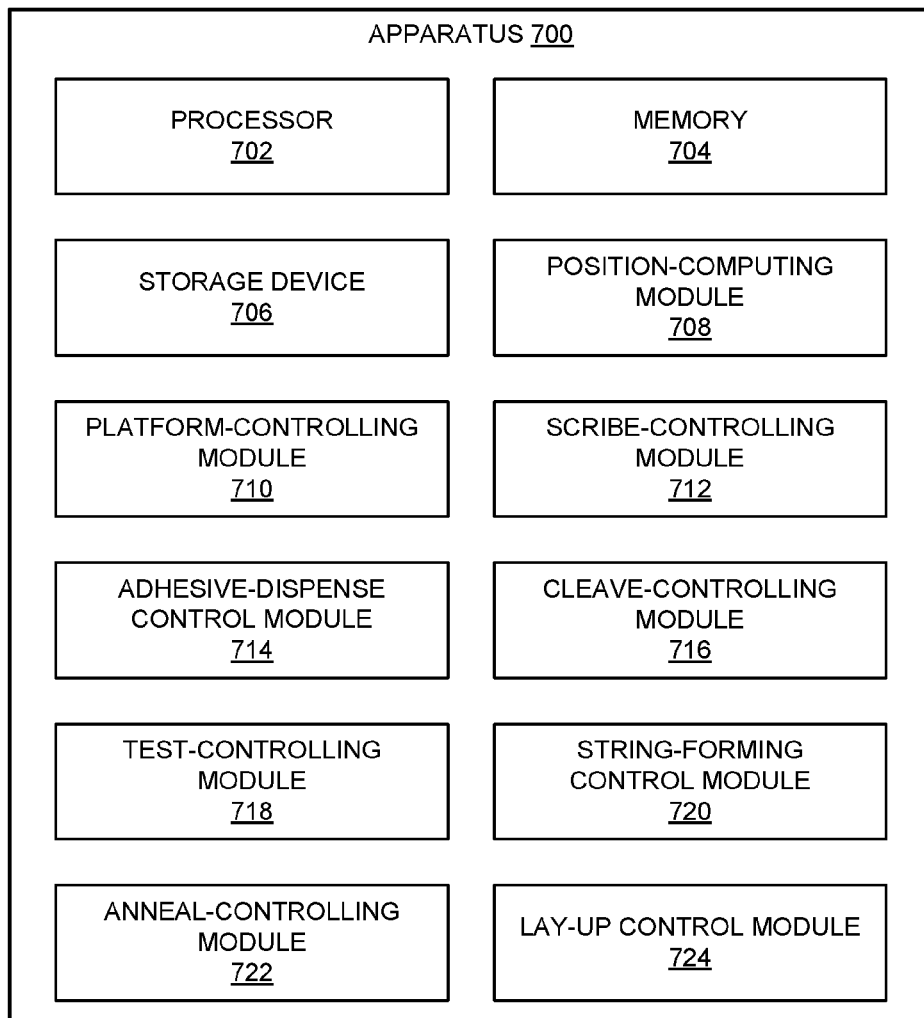 APPARATUS 700
PROCESSOR
702
MEMORY
704
STORAGE DEVICE
706
POSITION-COMPUTING
MODULE
708
PLATFORM-CONTROLLING
MODULE
710
SCRIBE-CONTROLLING
MODULE
712
ADHESIVE-DISPENSE
CONTROL MODULE
714
CLEAVE-CONTROLLING
MODULE
716
TEST-CONTROLLING
MODULE
718
STRING-FORMING
CONTROL MODULE
720
ANNEAL-CONTROLLING
MODULE
722
LAY-UP CONTROL MODULE
724